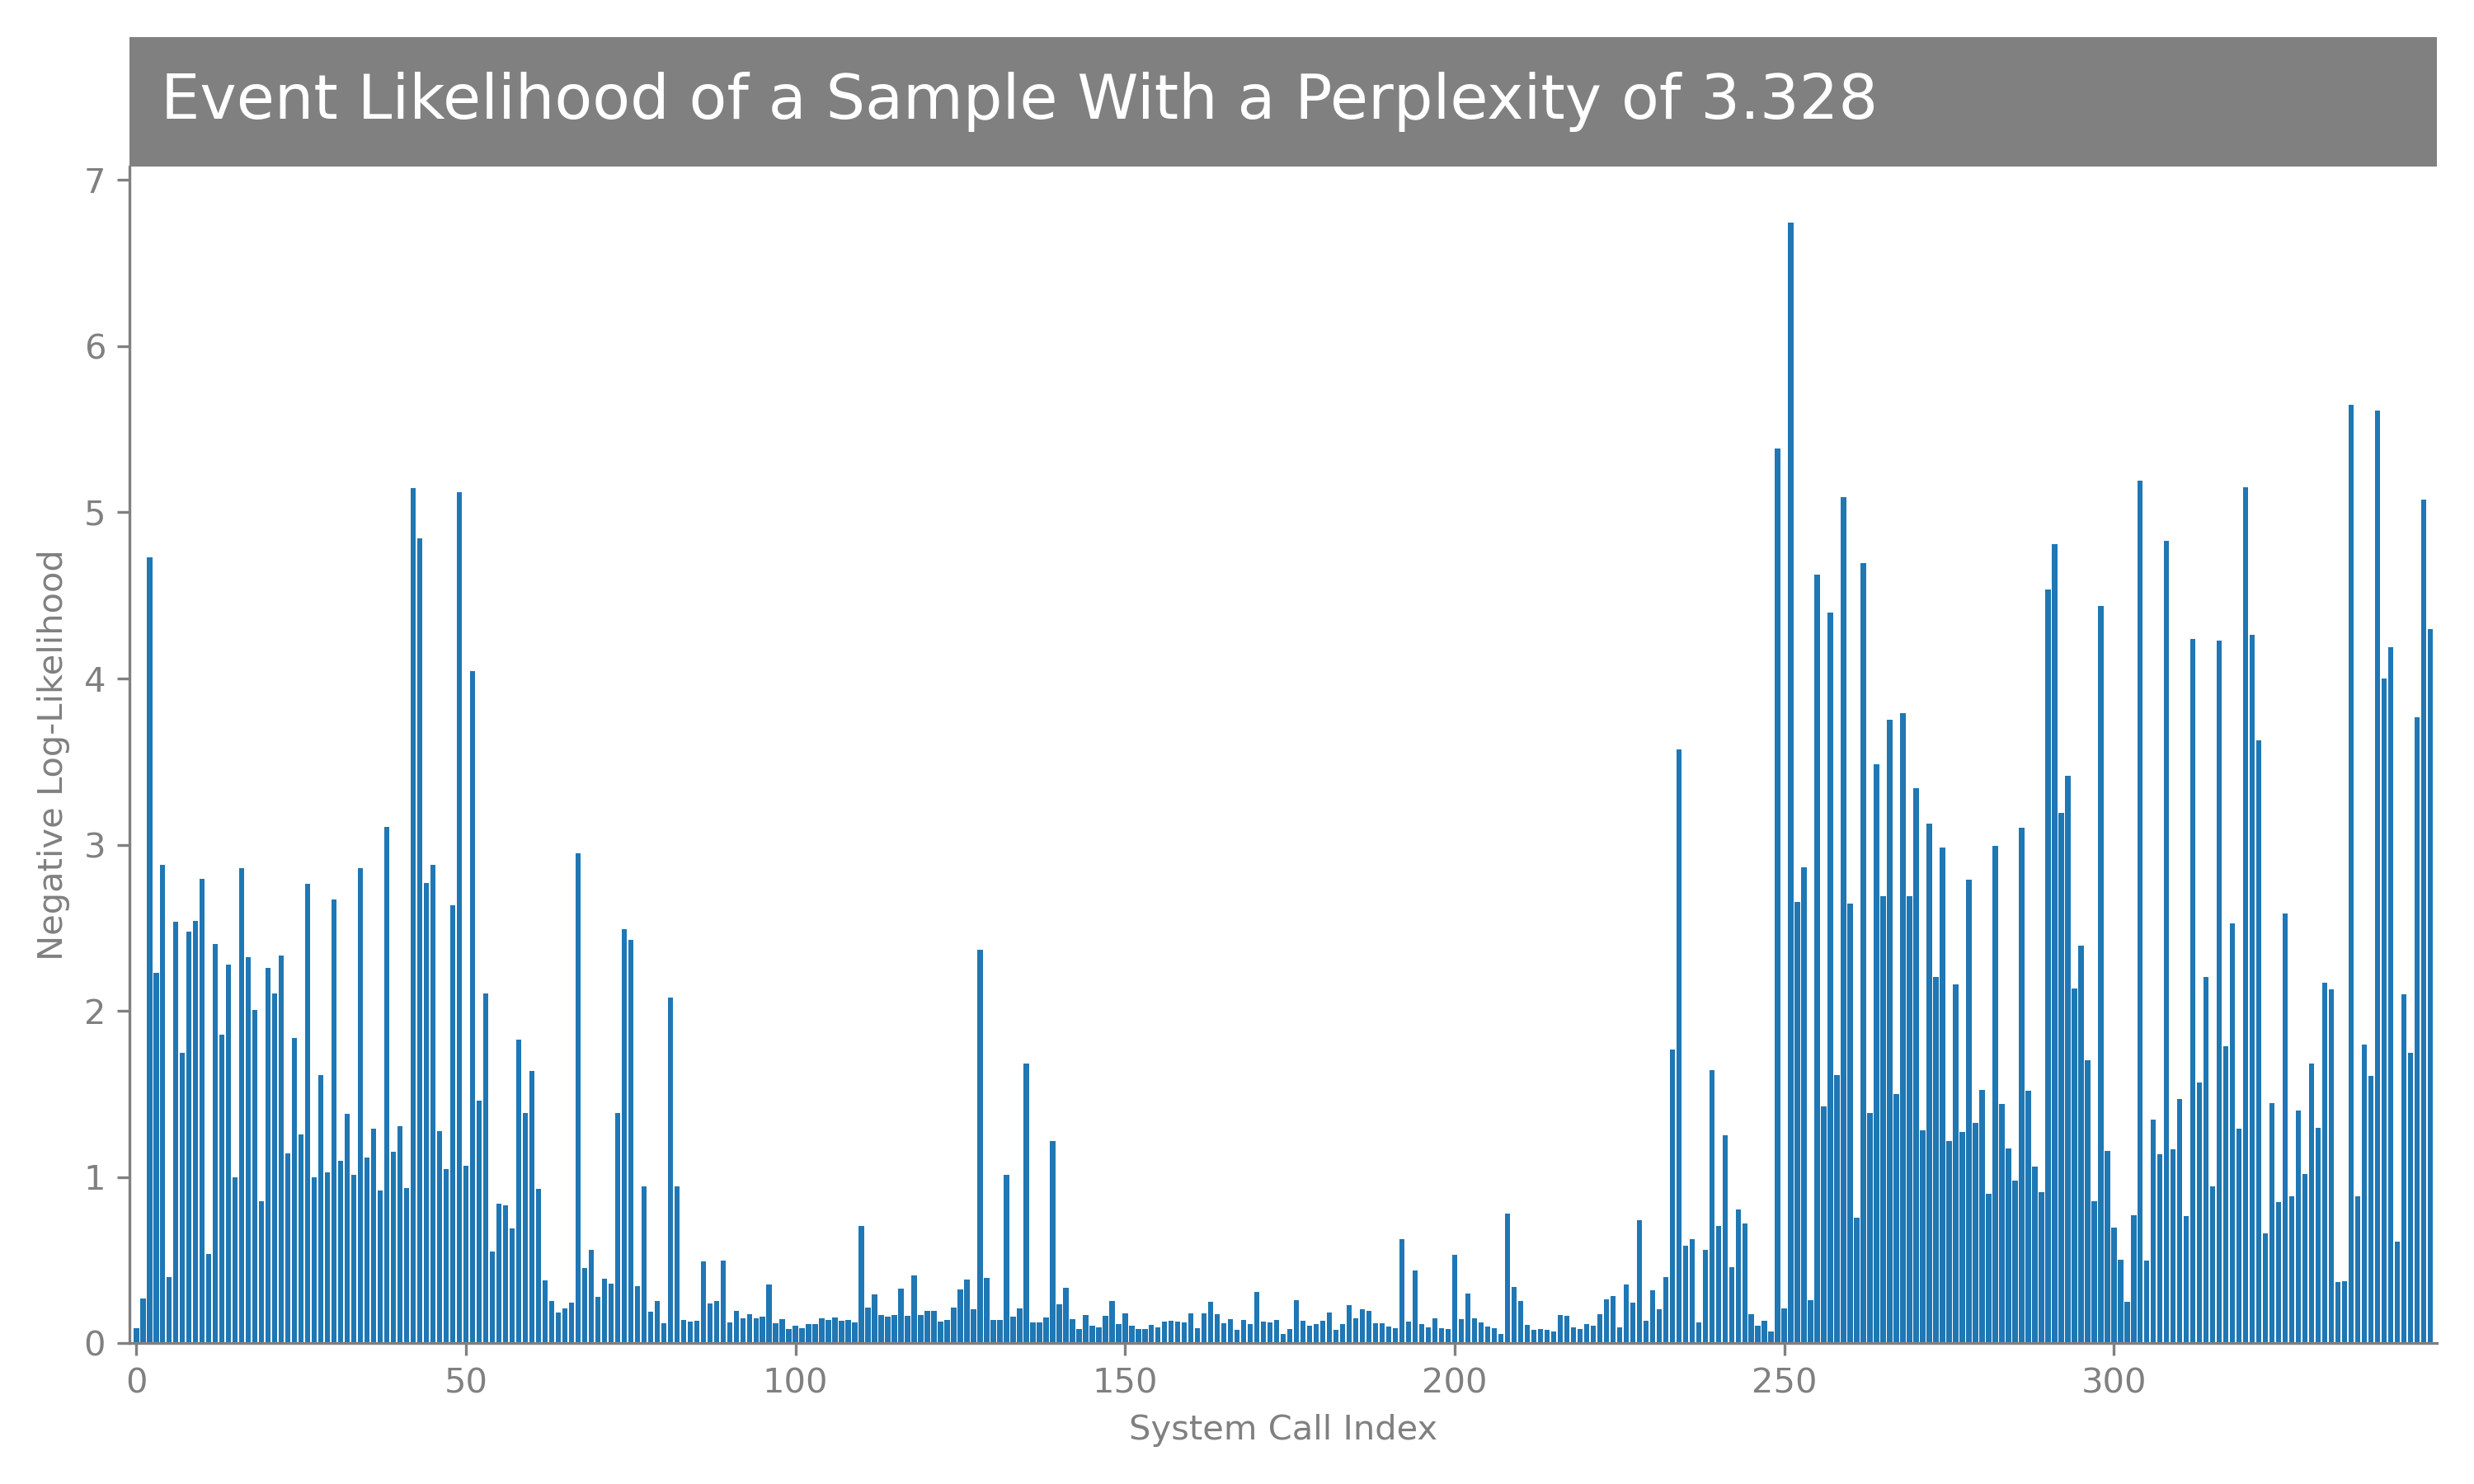 Event Likelihood of a Sample With a Perplexity of 3.328
7
6
5
4
3
2
1
0
Negative Log-Likelihood
0 50 100 150 200 250 300
System Call Index